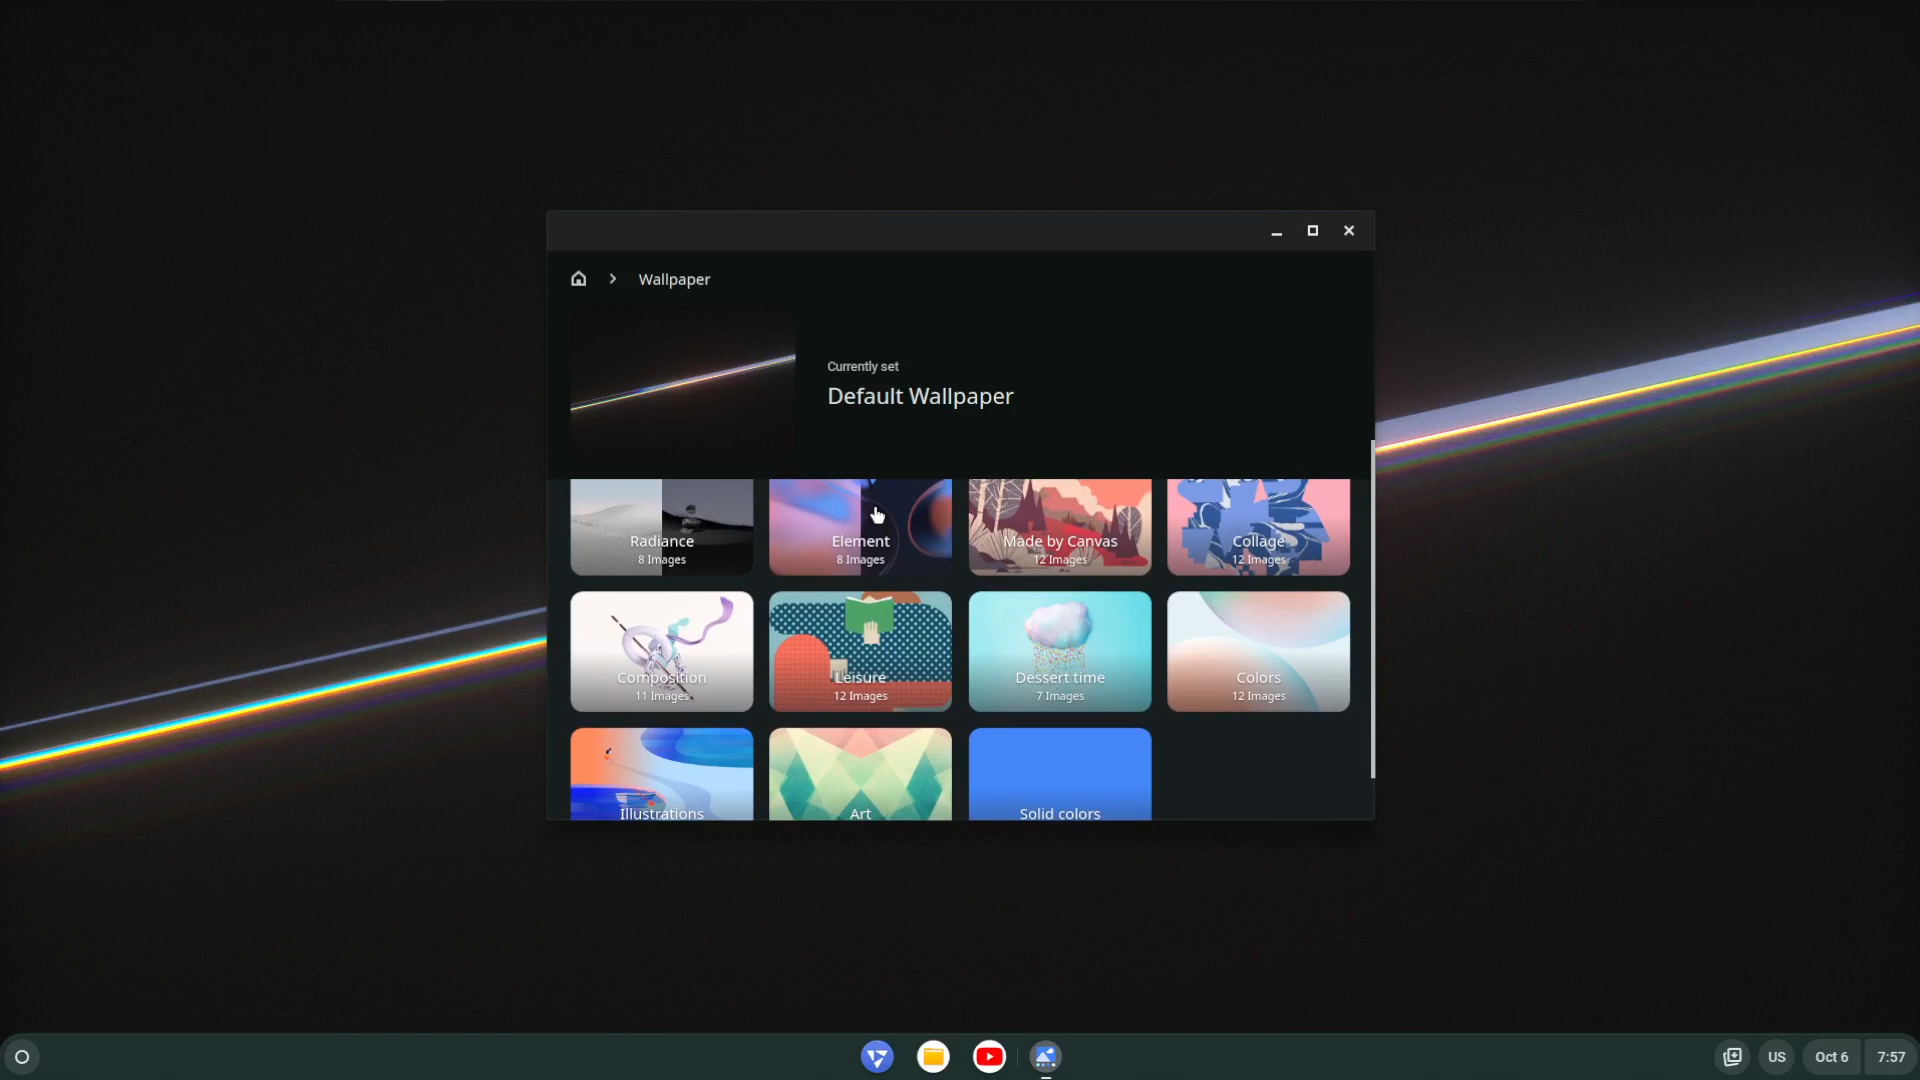 Wallpaper
Currently set
Default Wallpaper
Radiance
8 Images
Element
8 Images
Made by Canvas
12 Images
Collage
12 Images
Composition
11 Images
Leisure
12 Images
Dessert time
7 Images
Colors
12 Images
Illustrations
Art
Solid colors
US
Oct 6
7:57